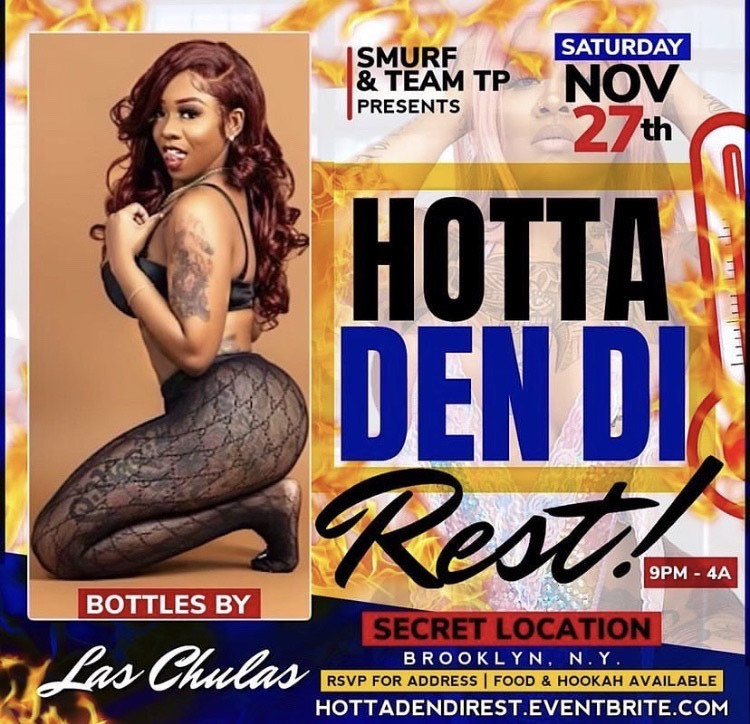 SMURF
& TEAM TP
PRESENTS
SATURDAY
NOV
27th
HOTTA
DEN DI
Rest!
9PM - 4A
BOTTLES BY
Las Chulas
SECRET LOCATION
BROOKLYN, N.Y.
RSVP FOR ADDRESS | FOOD & HOOKAH AVAILABLE
HOTTADENDIREST.EVENTBRITE.COM